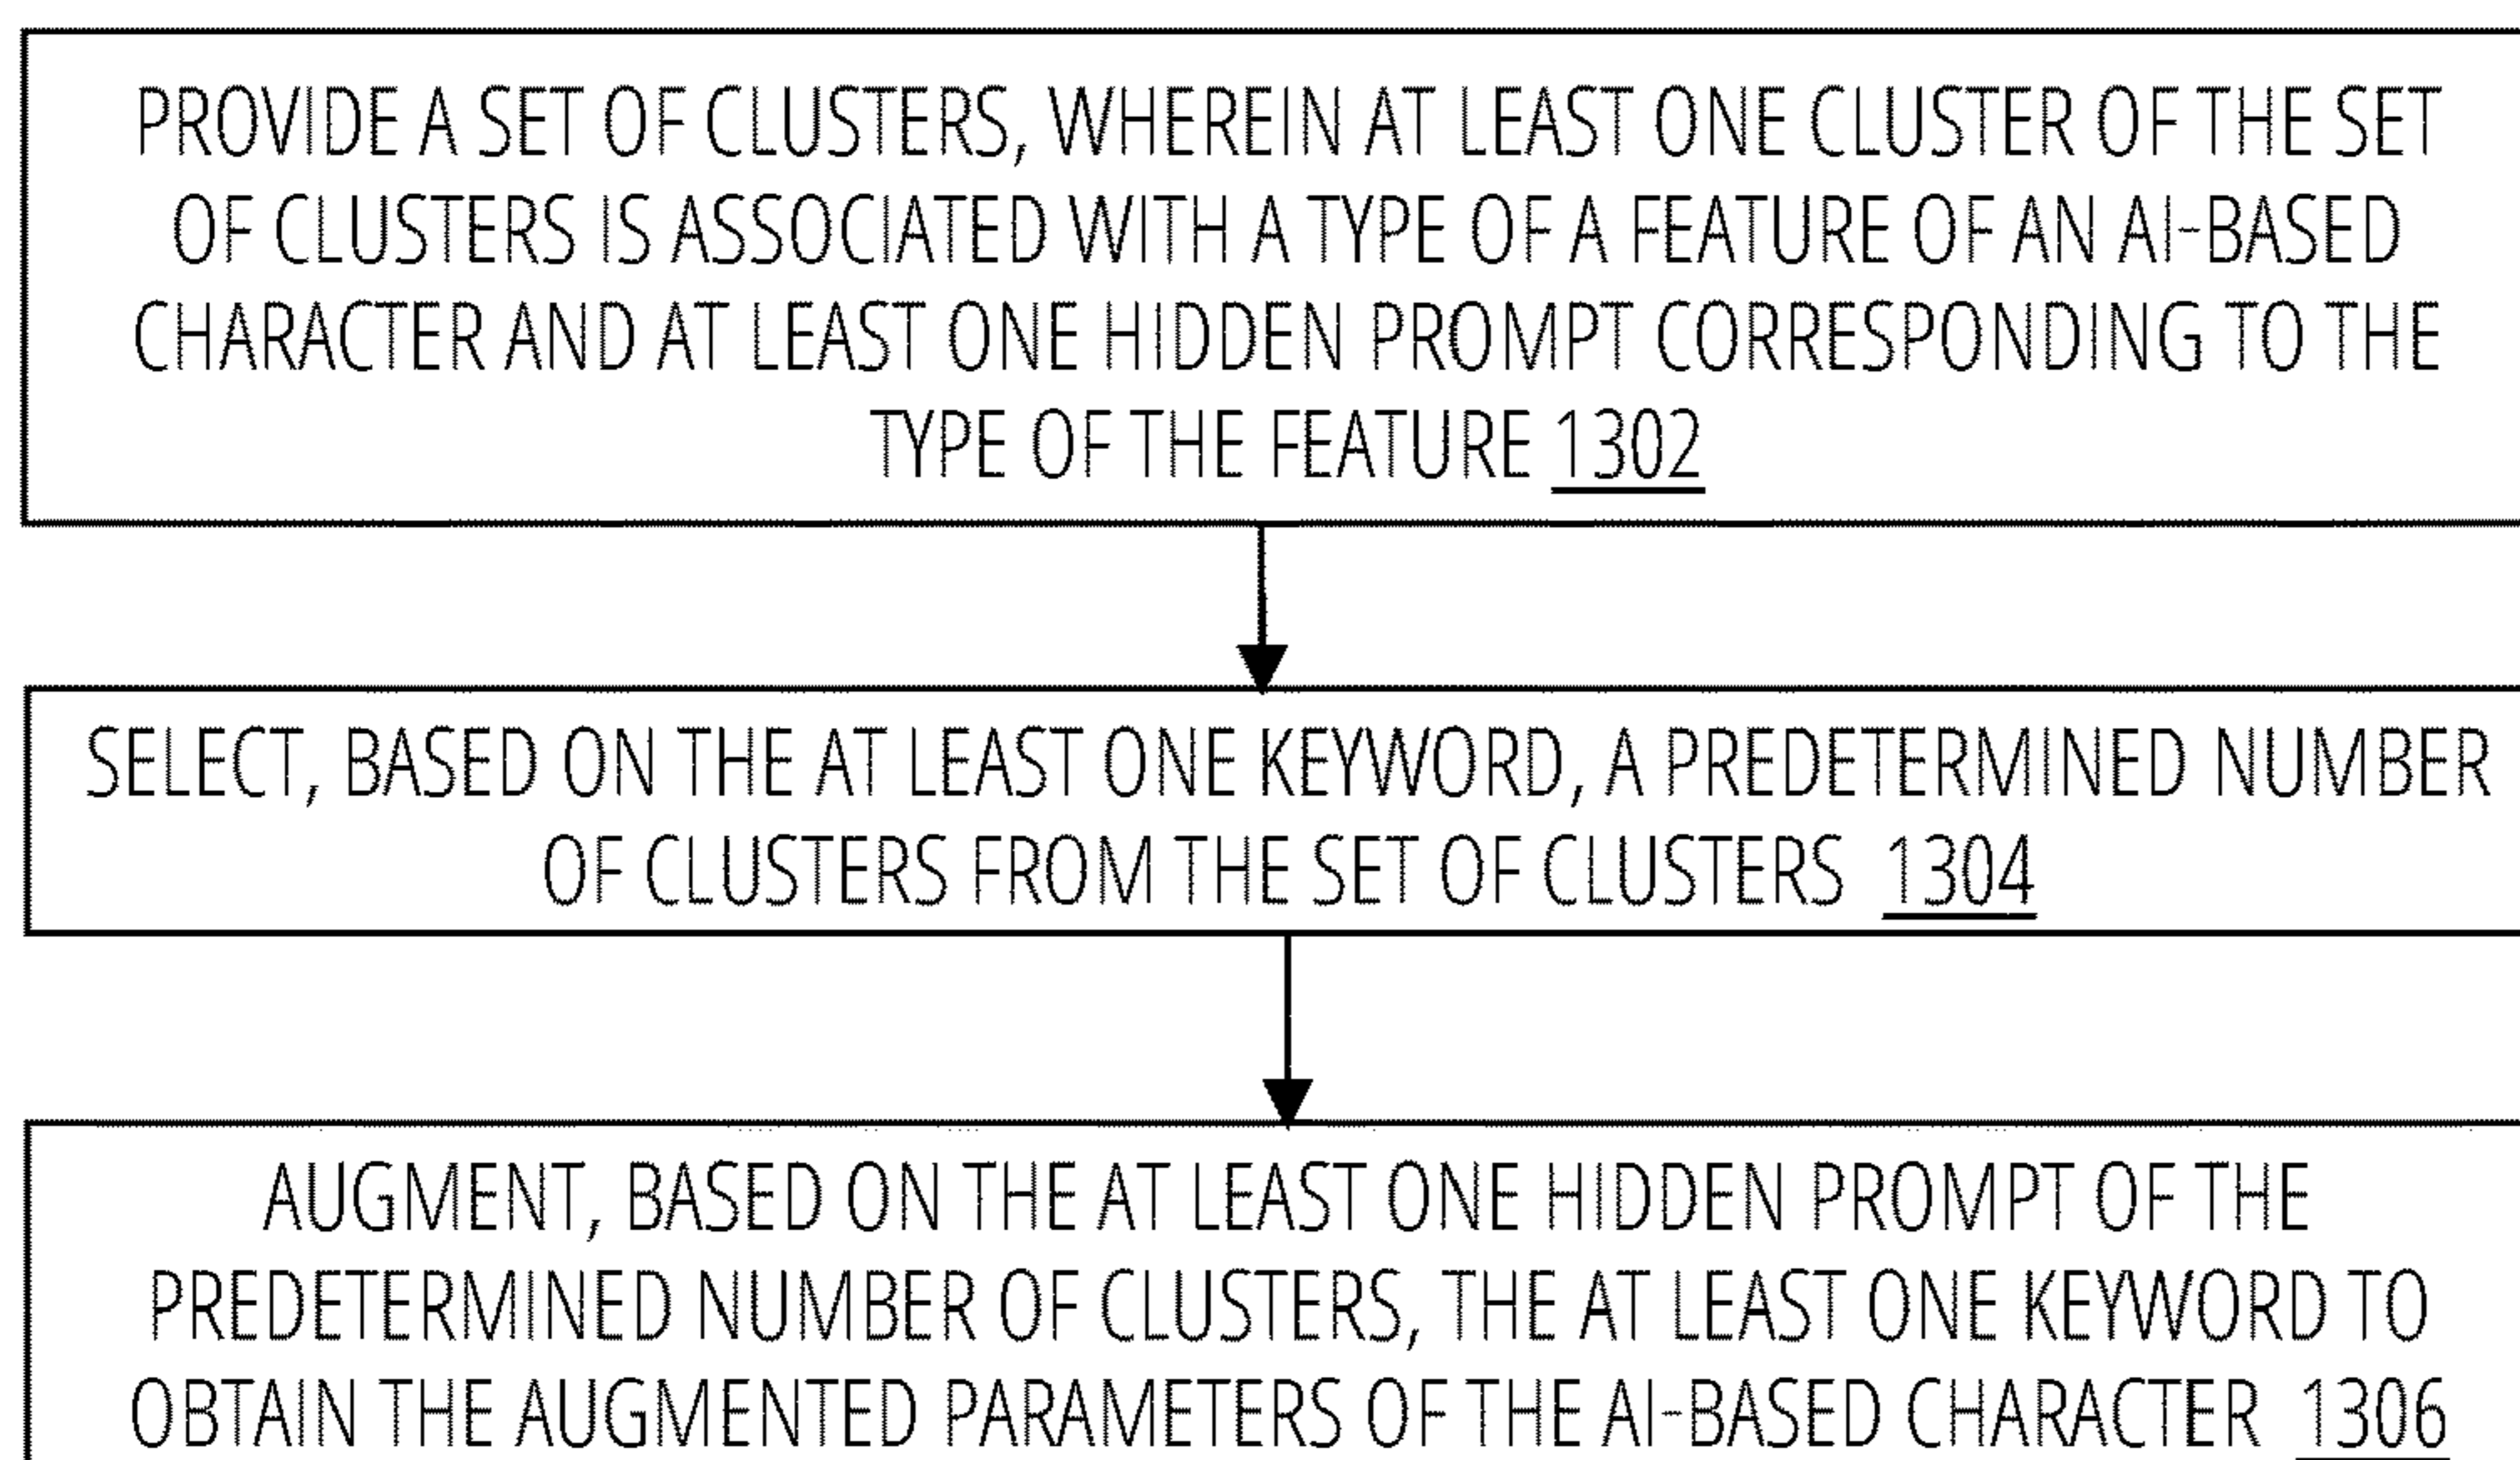 PROVIDE A SET OF CLUSTERS, WHEREIN AT LEAST ONE CLUSTER OF THE SET
OF CLUSTERS IS ASSOCIATED WITH A TYPE OF A FEATURE OF AN AI-BASED
CHARACTER AND AT LEAST ONE HIDDEN PROMPT CORRESPONDING TO THE
TYPE OF THE FEATURE 1302
SELECT, BASED ON THE AT LEAST ONE KEYWORD, A PREDETERMINED NUMBER
OF CLUSTERS FROM THE SET OF CLUSTERS 1304
AUGMENT, BASED ON THE AT LEAST ONE HIDDEN PROMPT OF THE
PREDETERMINED NUMBER OF CLUSTERS, THE AT LEAST ONE KEYWORD TO
OBTAIN THE AUGMENTED PARAMETERS OF THE AI-BASED CHARACTER 1306